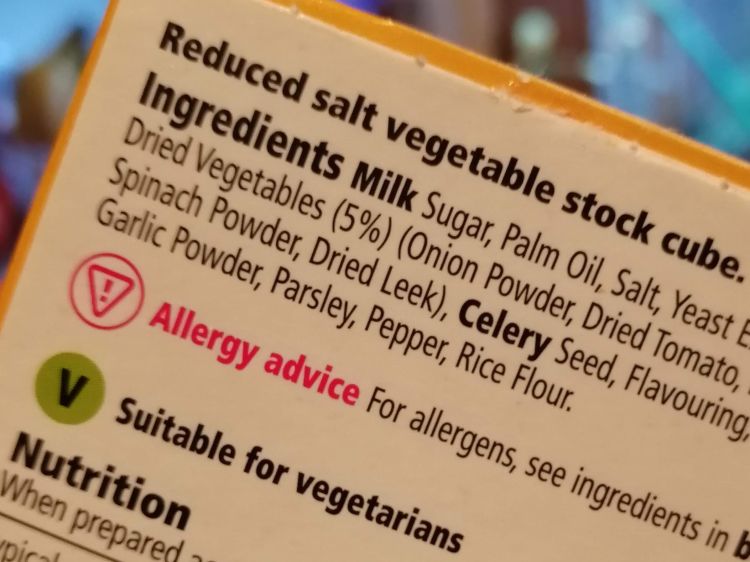 Reduced salt vegetable stock cube.
Ingredients Milk Sugar, Palm Oil, Salt, Yeast
Dried Vegetables (5%) (Onion Powder, Dried Tomato,
Spinach Powder, Dried Leek), Celery Seed, Flavouring,
Garlic Powder, Parsley, Pepper, Rice Flour.
Allergy advice For allergens, see ingredients in
V Suitable for vegetarians
Nutrition
When prepared